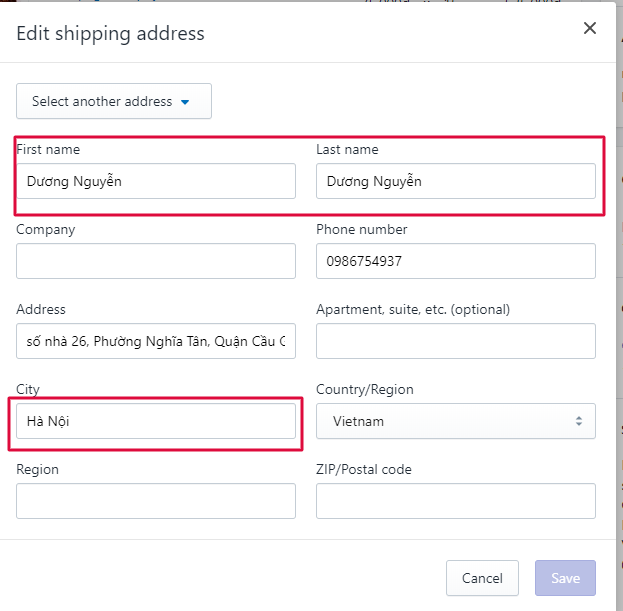 Edit shipping address
Select another address
First name Last name
Dương Nguyễn Dương Nguyễn
Company Phone number
0986754937
Address Apartment, suite, etc. (optional)
số nhà 26, Phường Nghĩa Tân, Quận Cầu
City Country/Region
Hà Nội Vietnam
Region ZIP/Postal code
Cancel Save